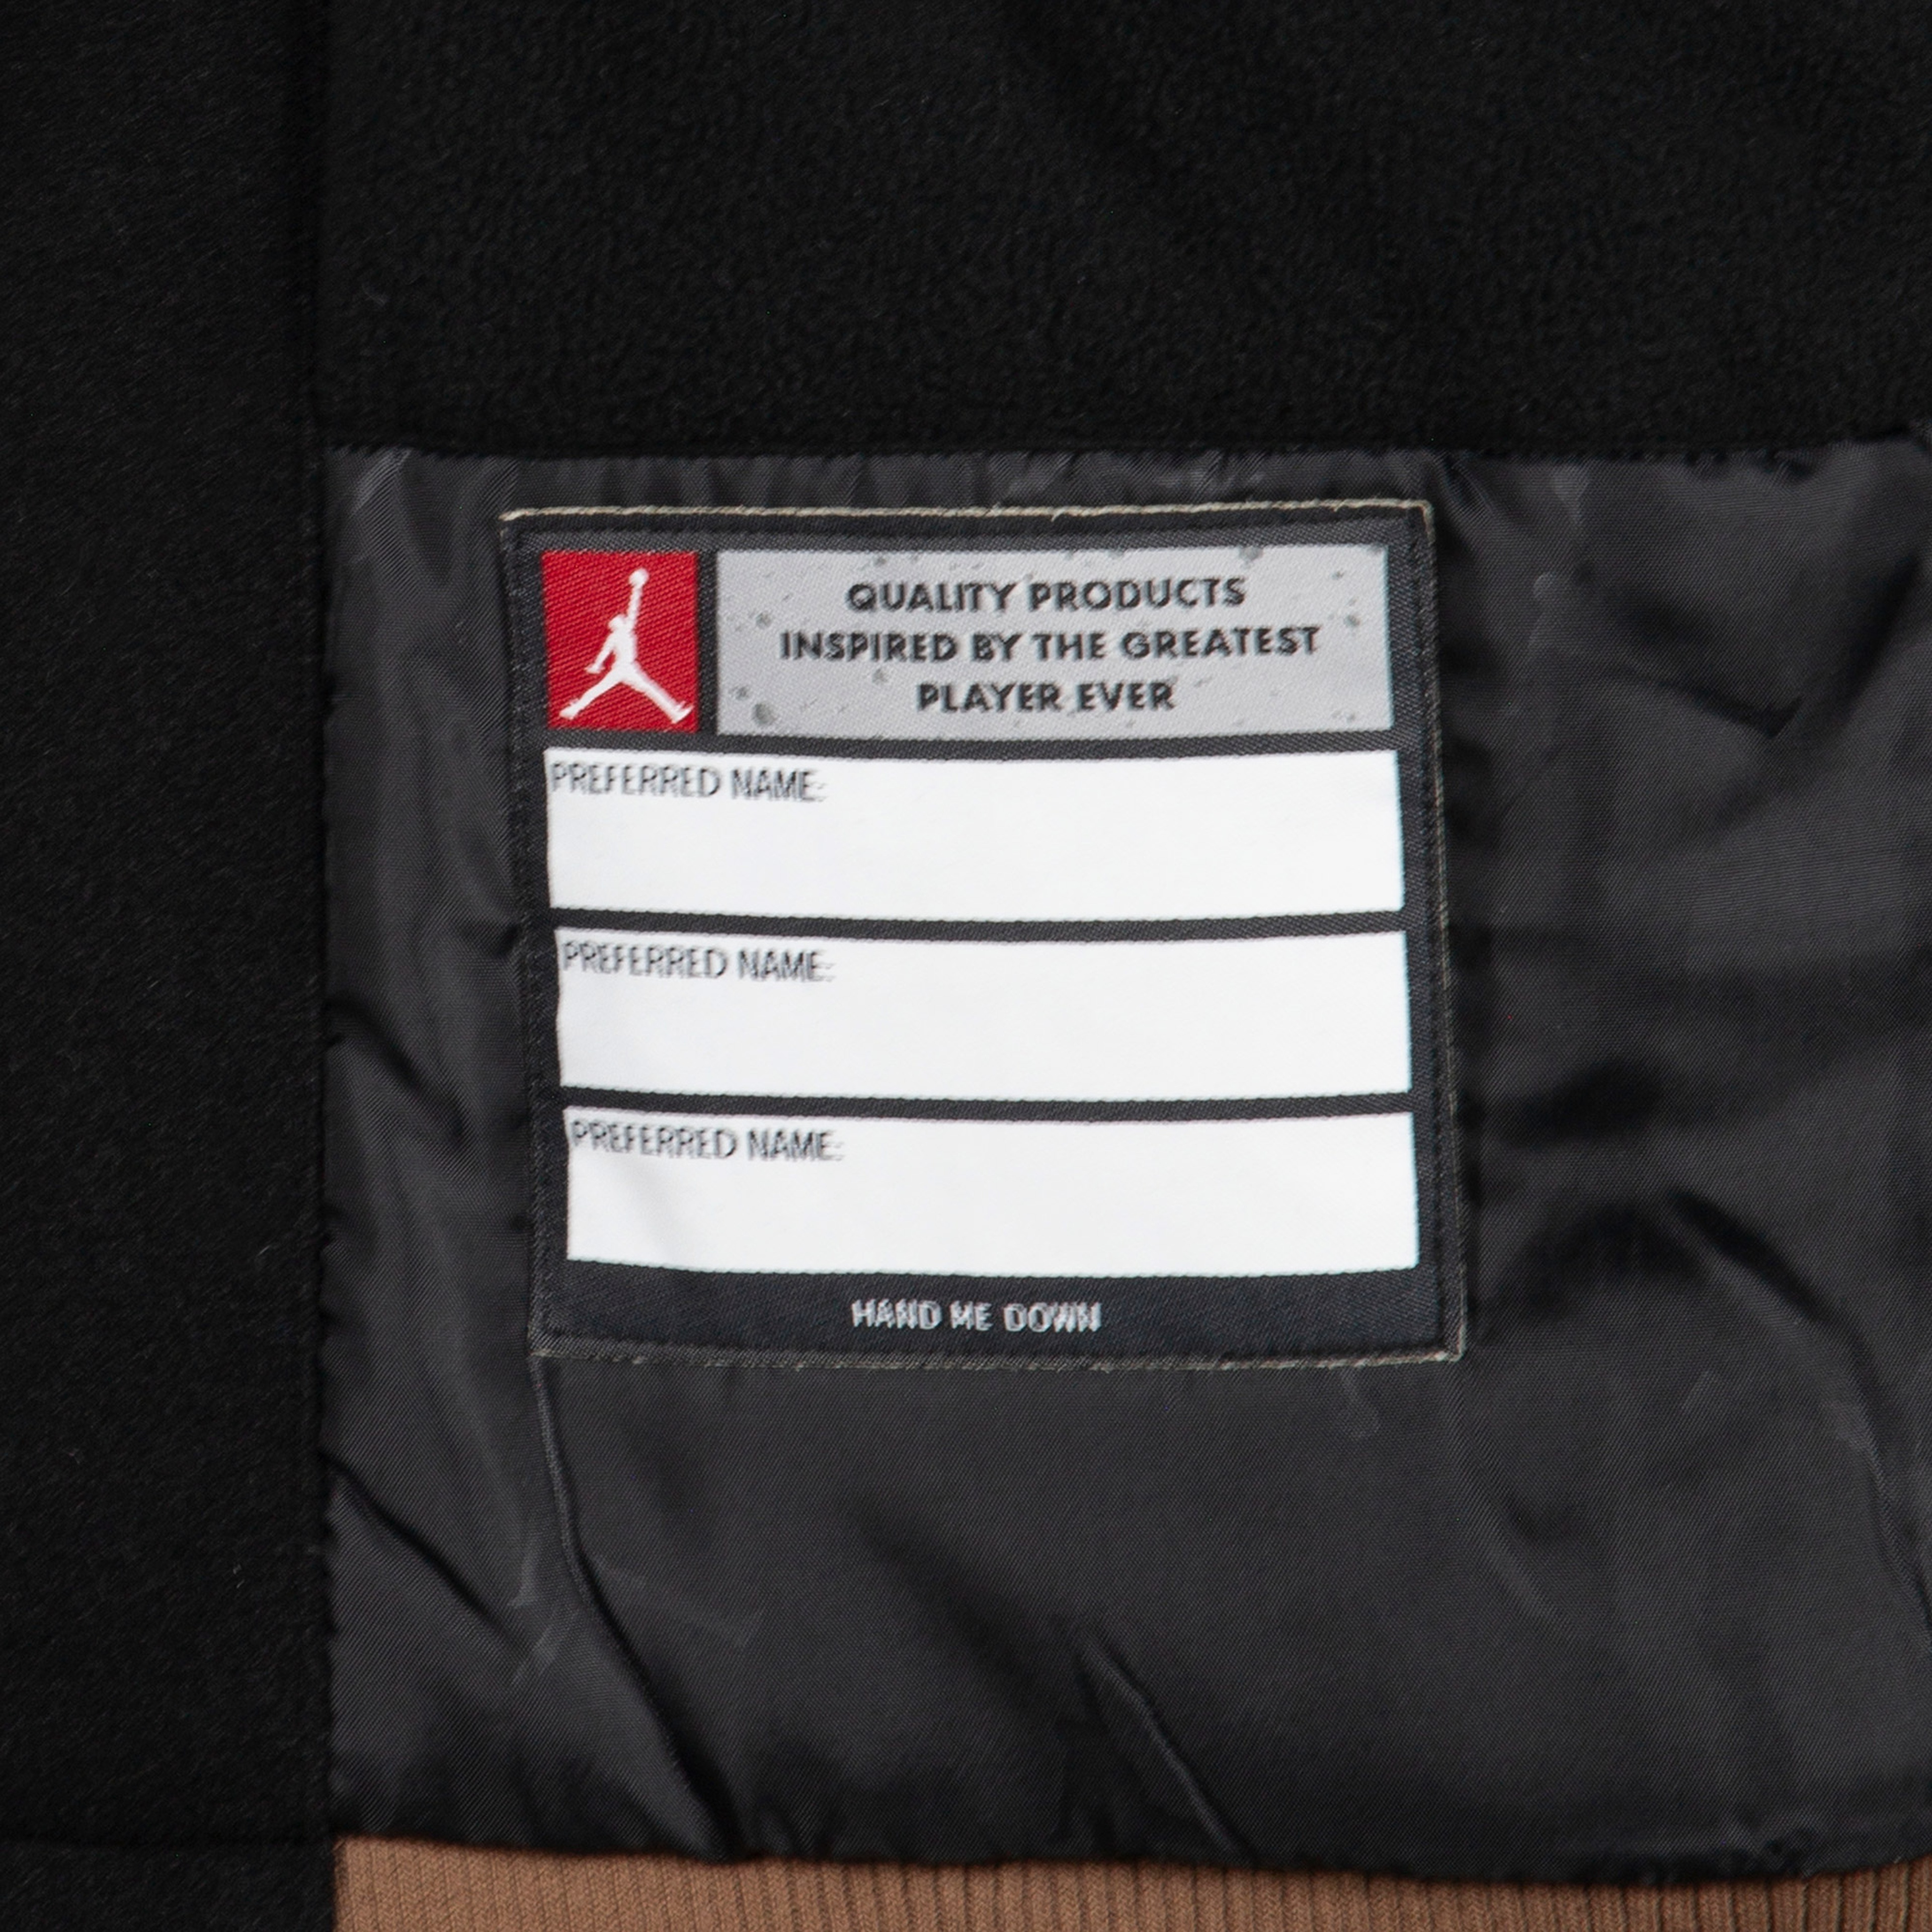 QUALITY PRODUCTS
INSPIRED BY THE GREATEST
PLAYER EVER
PREFERRED NAME:
PREFERRED NAME:
PREFERRED NAME:
HAND ME DOWN